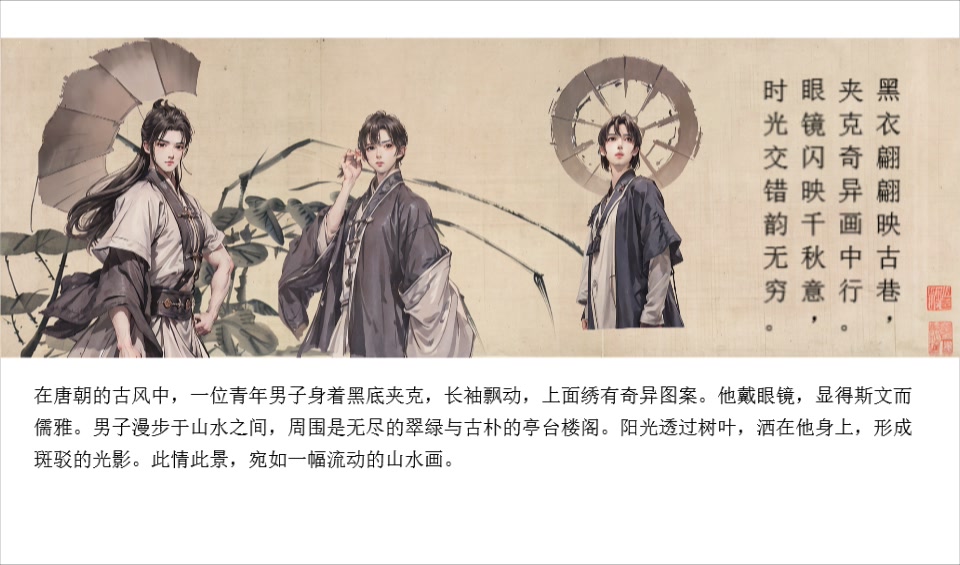 黑衣翩翩映古巷，
夹克奇异画中行。
眼镜闪映千秋意，
时光交错韵无穷。
在唐朝的古风中，一位青年男子身着黑底夹克，长袖飘动，上面绣有奇异图案。他戴眼镜，显得斯文而
儒雅。男子漫步于山水之间，周围是无尽的翠绿与古朴的亭台楼阁。阳光透过树叶，洒在他身上，形成
斑驳的光影。此情此景，宛如一幅流动的山水画。